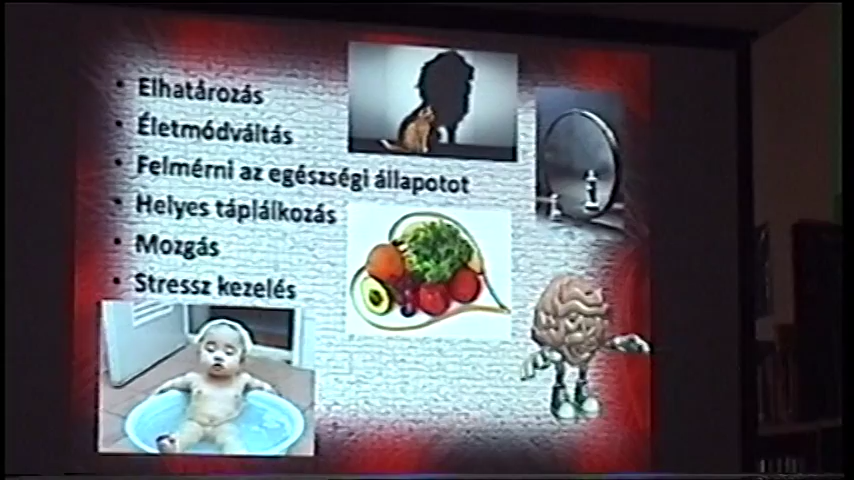 • Elhatározás
• Életmódváltás
• Felmérni az egészségi állapotot
• Helyes táplálkozás
• Mozgás
• Stressz kezelés